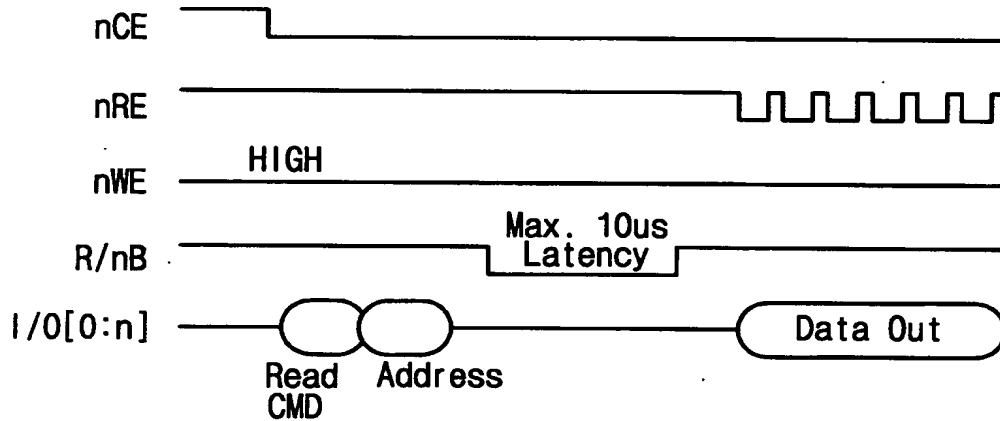 nCE
nRE
HIGH
nWE
Max. 10us
R/nB
Latency
I/O[0:n]
Data Out
Read
CMD
Address